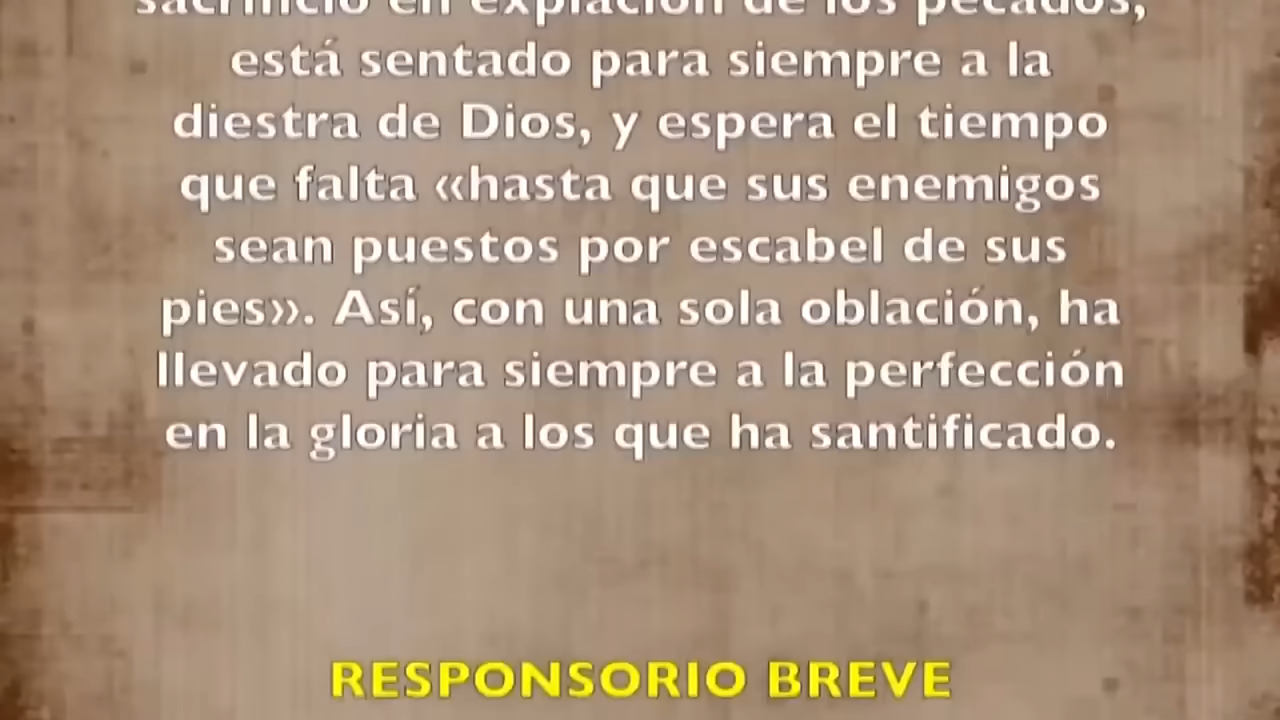 sacrificio en expiación de los pecados,
está sentado para siempre a la
diestra de Dios, y espera el tiempo
que falta «hasta que sus enemigos
sean puestos por escabel de sus
pies». Así, con una sola oblación, ha
llevado para siempre a la perfección
en la gloria a los que ha santificado.
RESPONSORIO BREVE